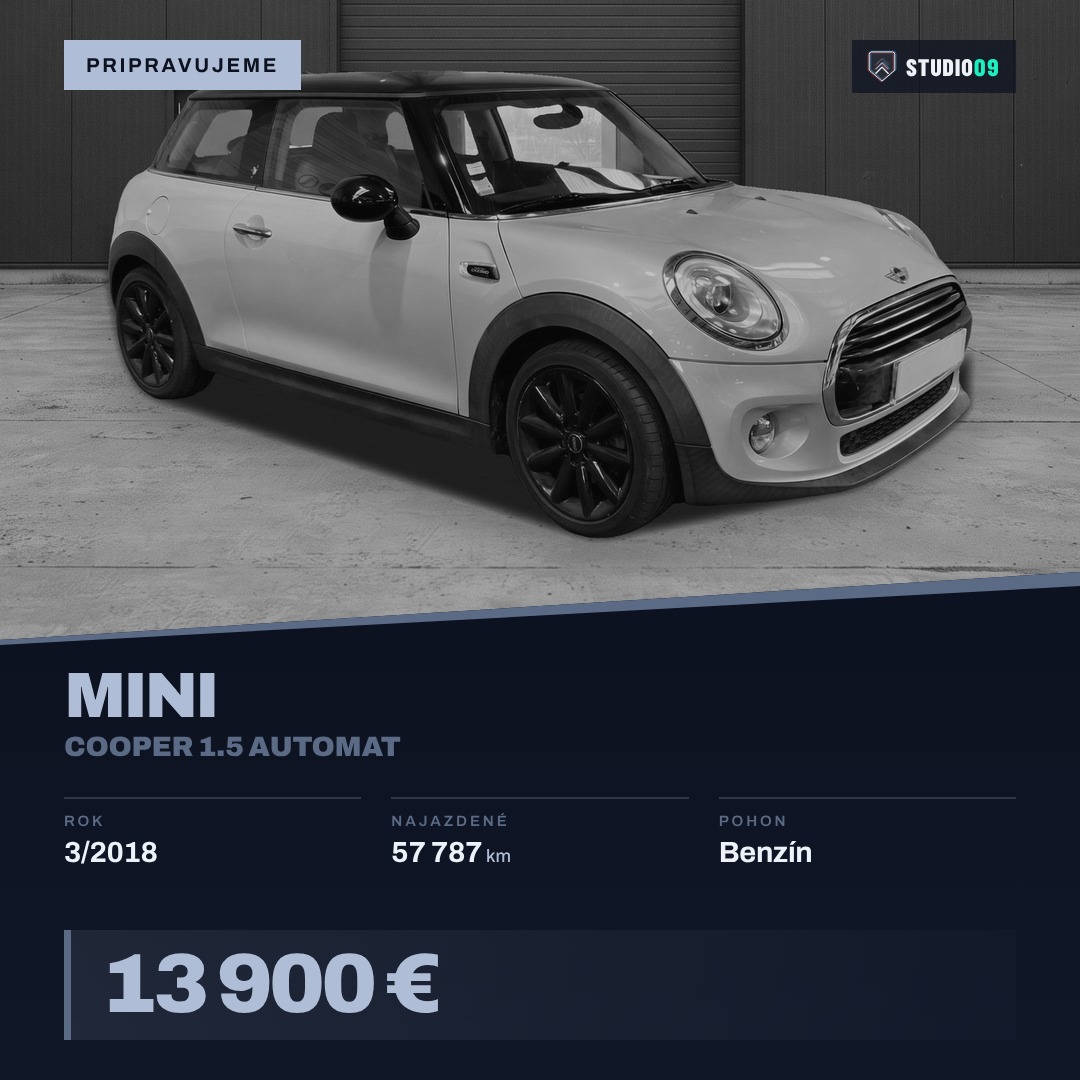 PRIPRAVUJEME
STUDIO09
MINI
COOPER 1.5 AUTOMAT
ROK
3/2018
NAJAZDENÉ
57 787 km
POHON
Benzín
13 900 €